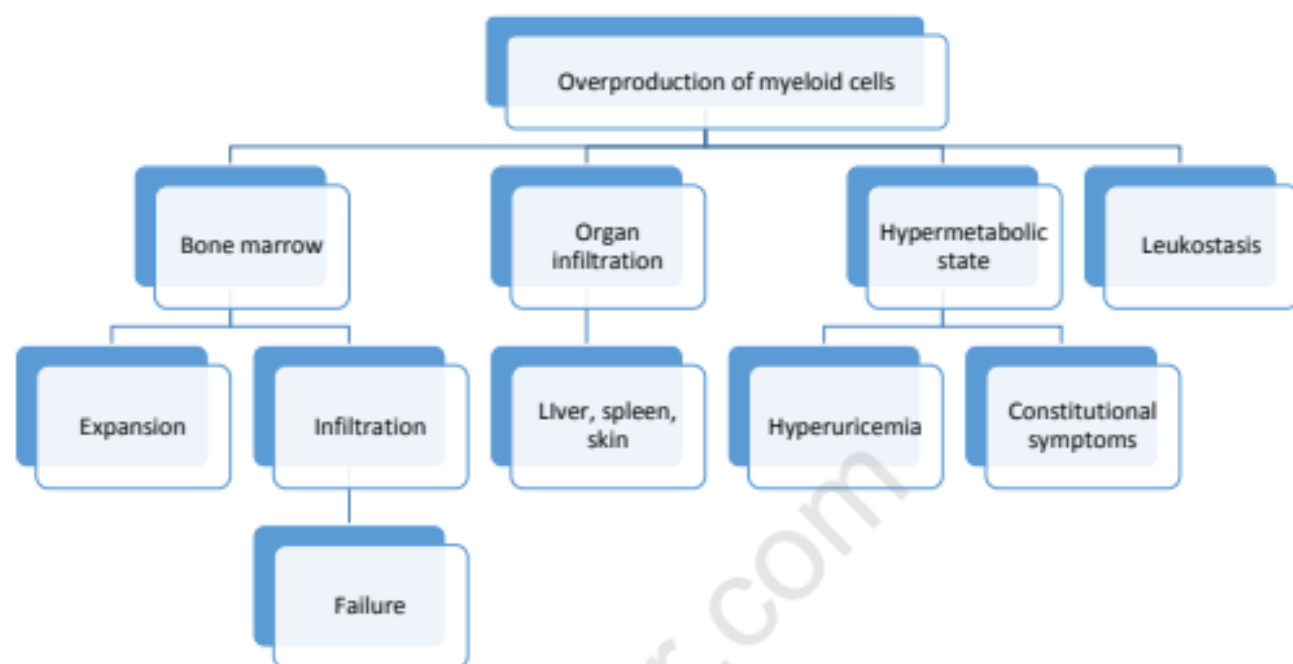 Overproduction of myeloid cells
Bone marrow
Organ
infiltration
Hypermetabolic
state
Leukostasis
Expansion
Infiltration
LIver, spleen,
skin
Hyperuricemia
Constitutional
symptoms
Failure
r.com